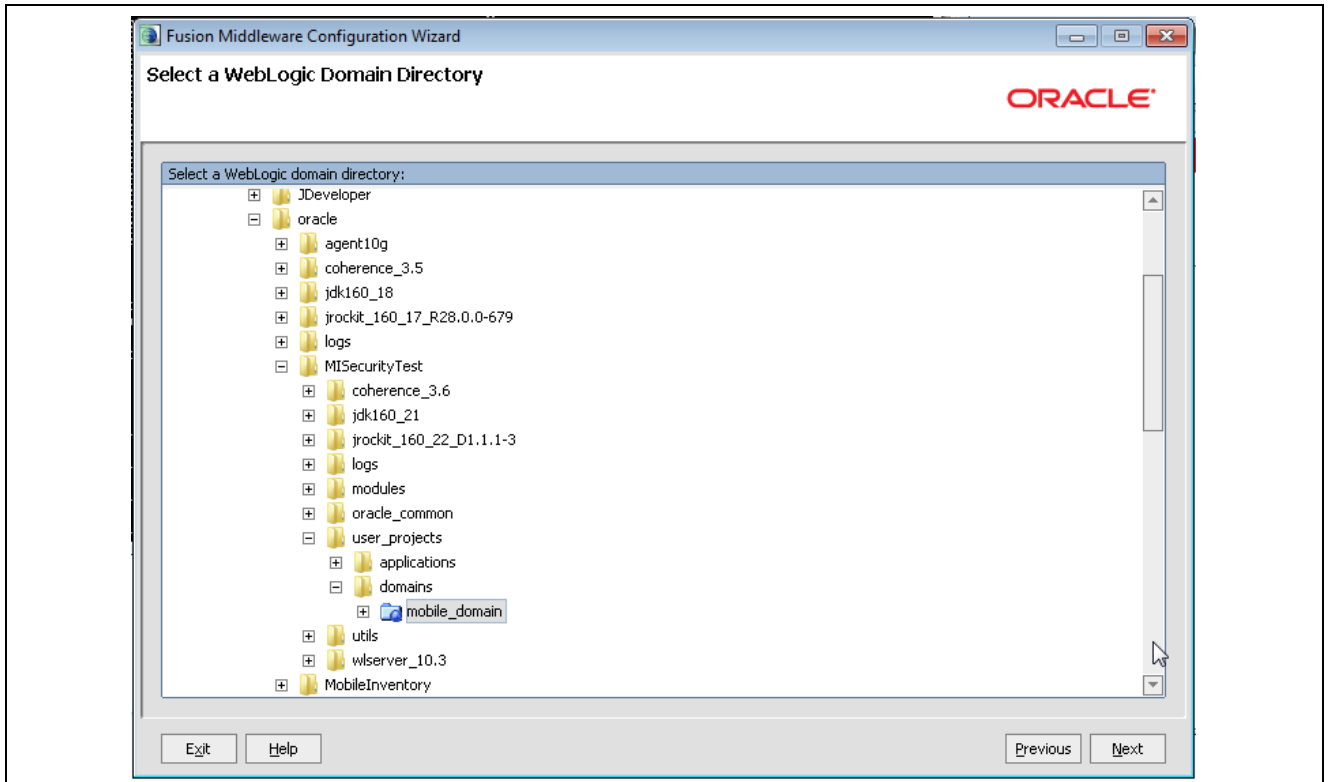 Fusion Middleware Configuration Wizard
Select a WebLogic Domain Directory
ORACLE
Select a WebLogic domain directory:
JDeveloper
oracle
agent10g
coherence_3.5
jdk160_18
jrockit_160_17_R28.0.0-679
logs
MISecurityTest
coherence_3.6
jdk160_21
jrockit_160_22_D1.1.1-3
logs
modules
oracle_common
user_projects
applications
domains
mobile_domain
utils
wlserver_10.3
MobileInventory
Exit Help Previous Next